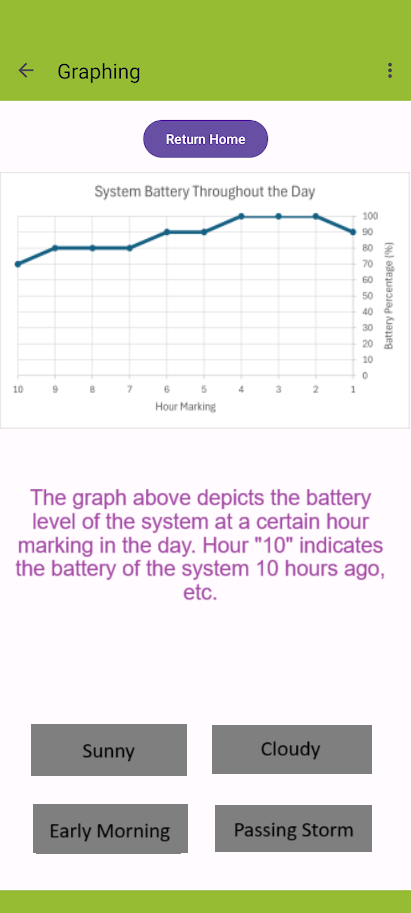 Graphing
Return Home
System Battery Throughout the Day
100
90
80
70
60
50
40
30
20
10
0
Battery Percentage (%)
10 9 8 7 6 5 4 3 2 1
Hour Marking
The graph above depicts the battery
level of the system at a certain hour
marking in the day. Hour "10" indicates
the battery of the system 10 hours ago,
etc.
Sunny
Cloudy
Early Morning
Passing Storm